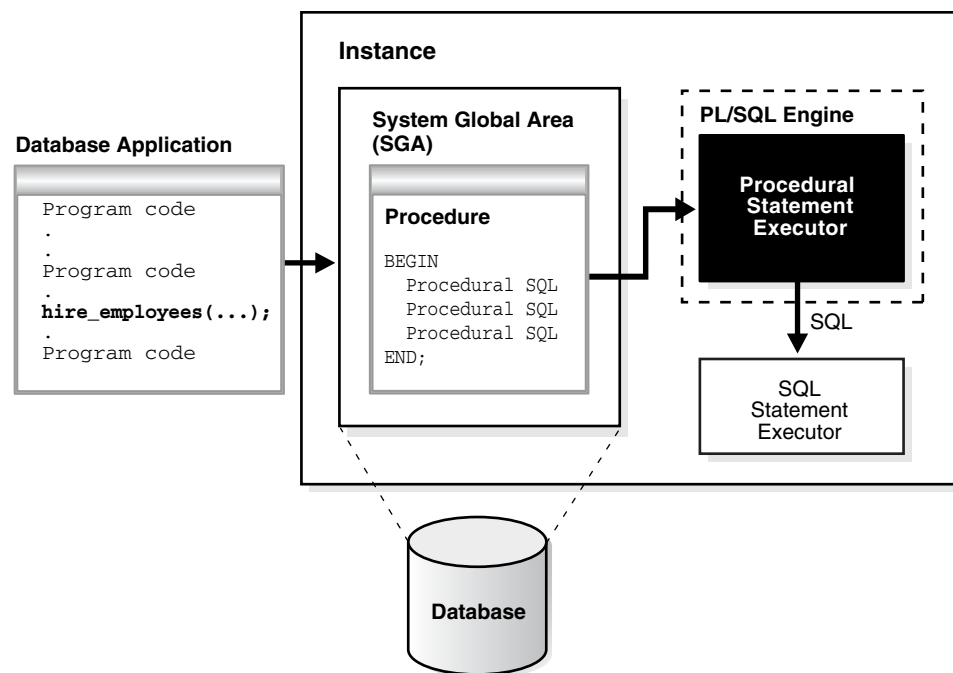 Instance
System Global Area
(SGA)
PL/SQL Engine
Database Application
Program code
.
.
Program code
.
hire_employees(...);
.
Program code
Procedure
BEGIN
Procedural SQL
Procedural SQL
Procedural SQL
END;
Procedural
Statement
Executor
SQL
SQL
Statement
Executor
Database